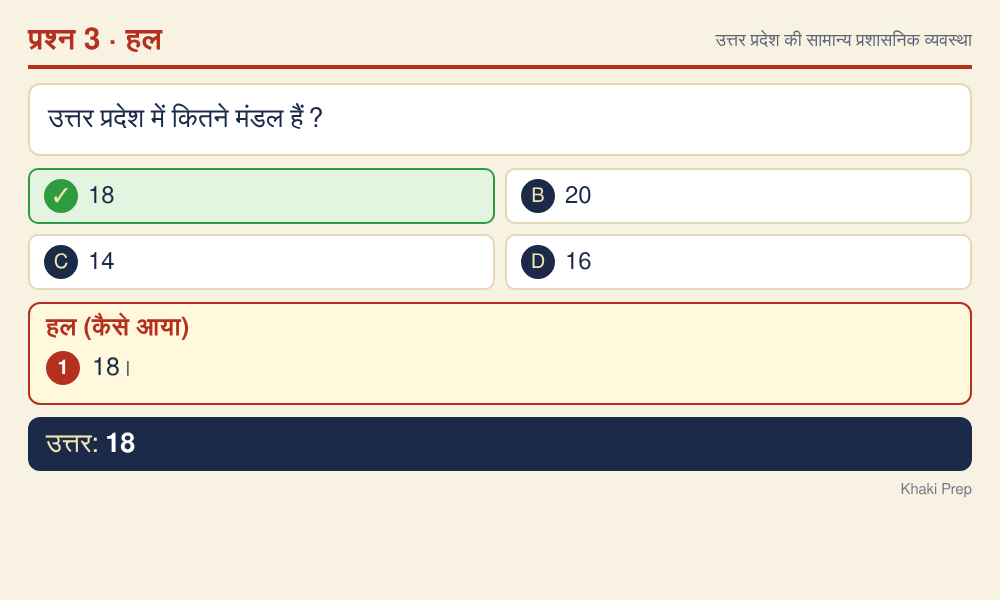 प्रश्न 3 · हल
उत्तर प्रदेश की सामान्य प्रशासनिक व्यवस्था
उत्तर प्रदेश में कितने मंडल हैं ?
✓ 18
B 20
C 14
D 16
हल (कैसे आया)
1 18।
उत्तर: 18
Khaki Prep